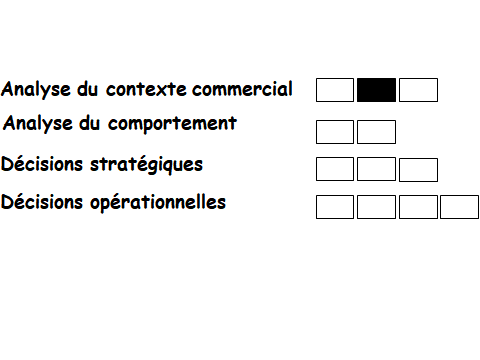 Analyse du contexte commercial
Analyse du comportement
Décisions stratégiques
Décisions opérationnelles